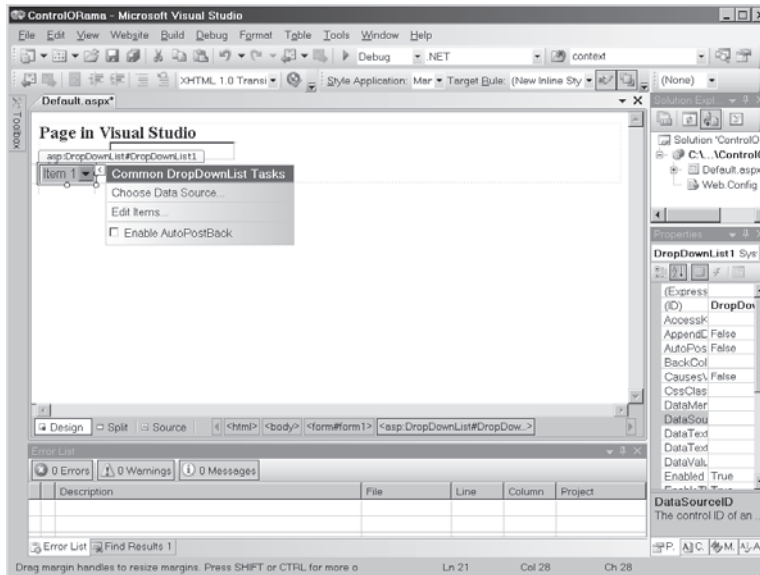 ControlORama - Microsoft Visual Studio
File Edit View Website Build Debug Format Table Tools Window Help
Debug .NET context
XHTML 1.0 Transi Style Application: Mar Target Rule: (New Inline Sty (None)
Toolbox
Default.aspx*
Page in Visual Studio
asp:DropDownList#DropDownList1
Item 1
Common DropDownList Tasks
Choose Data Source...
Edit Items...
Enable AutoPostBack
Design Split Source <html> <body> <form#form1> <asp:DropDownList#DropDow...>
Error List
0 Errors 0 Warnings 0 Messages
Description File Line Column Project
Error List Find Results 1
Drag margin handles to resize margins. Press SHIFT or CTRL for more o Ln 21 Col 28 Ch 28
Solution Expl...
Solution 'ControlO
C:\...\Control
Default.aspx
Web.Config
Properties
DropDownList1 Sys
(Express
(ID) DropDow
AccessK
AppendD False
AutoPos False
BackCol
CausesV False
CssClas
DataMer
DataSou
DataText
DataText
DataValu
Enabled True
DataSourceID
The control ID of an ...
P. C. M. A